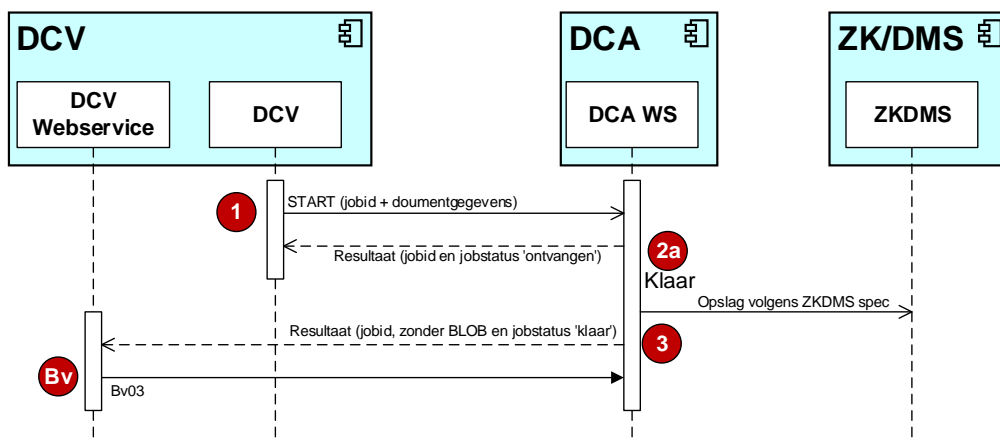 DCV
DCA
ZK/DMS
DCV
Webservice
DCV
DCA WS
ZKDMS
1
START (jobid + doumentgegevens)
Resultaat (jobid en jobstatus 'ontvangen')
2a
Klaar
Opslag volgens ZKDMS spec
Resultaat (jobid, zonder BLOB en jobstatus 'klaar')
3
Bv
Bv03